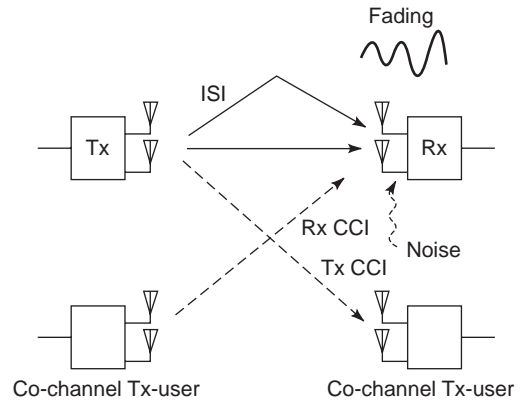 Fading
ISI
Tx
Rx
Rx CCI
Tx CCI
Noise
Co-channel Tx-user
Co-channel Tx-user